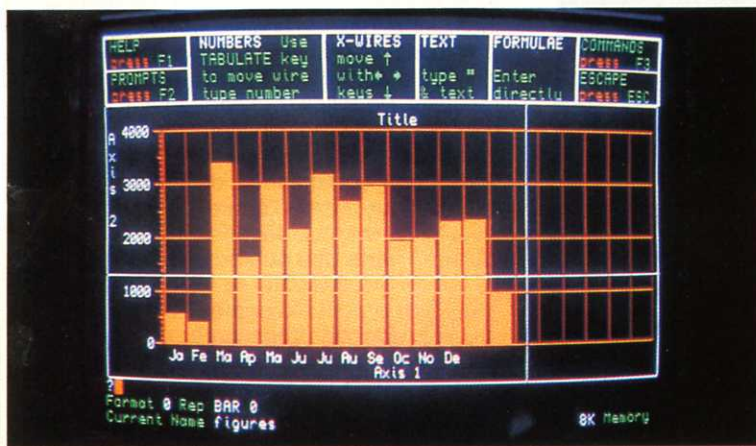 HELP
press F1
PROMPTS
press F2
NUMBERS Use
TABULATE key
to move wire
type number
X-WIRES
move ↑
with← →
keys ↓
TEXT
type "
& text
FORMULAE
Enter
directly
COMMANDS
press F3
ESCAPE
press ESC
Title
Axis 2
4000
3000
2000
1000
0
Ja Fe Ma Ap Ma Ju Ju Au Se Oc No De
Axis 1
?
Format 0 Rep BAR 0
Current Name figures
8K Memory